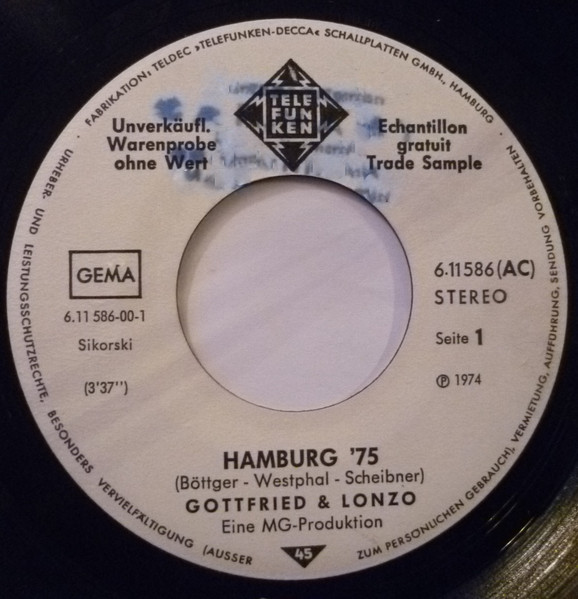 · FABRIKATION: TELDEC »TELEFUNKEN-DECCA« SCHALLPLATTEN GMBH., HAMBURG ·
URHEBER- UND LEISTUNGSSCHUTZRECHTE, BESONDERS VERVIELFÄLTIGUNG (AUSSER ZUM PERSÖNLICHEN GEBRAUCH), VERMIETUNG, AUFFÜHRUNG, SENDUNG VORBEHALTEN
TELE
FUN
KEN
Unverkäufl.
Warenprobe
ohne Wert
Echantillon
gratuit
Trade Sample
GEMA
6.11 586-00-1
Sikorski
(3'37'')
6.11586 (AC)
STEREO
Seite 1
℗ 1974
HAMBURG '75
(Böttger - Westphal - Scheibner)
GOTTFRIED & LONZO
Eine MG-Produktion
45